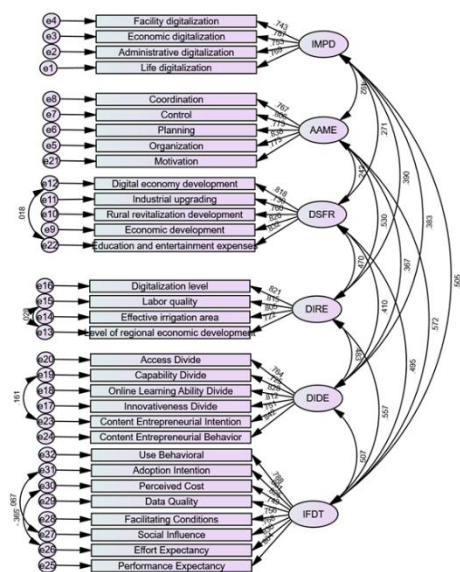 e4 Facility digitalization .743
e3 Economic digitalization .787
e2 Administrative digitalization
e1 Life digitalization
IMPD
e8 Coordination .767
e7 Control
e6 Planning
e5 Organization
e21 Motivation
AAME
e12 Digital economy development .818
e11 Industrial upgrading
e10 Rural revitalization development
e9 Economic development
e22 Education and entertainment expenses
DSFR
.018
e16 Digitalization level .821
e15 Labor quality
e14 Effective irrigation area
e13 Level of regional economic development
DIRE
e20 Access Divide .764
e19 Capability Divide
e18 Online Learning Ability Divide
e17 Innovativeness Divide
e23 Content Entrepreneurial Intention
e24 Content Entrepreneurial Behavior
DIDE
.161
e32 Use Behavioral
e31 Adoption Intention
e30 Perceived Cost
e29 Data Quality
e28 Facilitating Conditions
e27 Social Influence
e26 Effort Expectancy
e25 Performance Expectancy
IFDT
.067
-.365
.271
.390
.383
.505
.530
.367
.572
.470
.410
.495
.557
.507